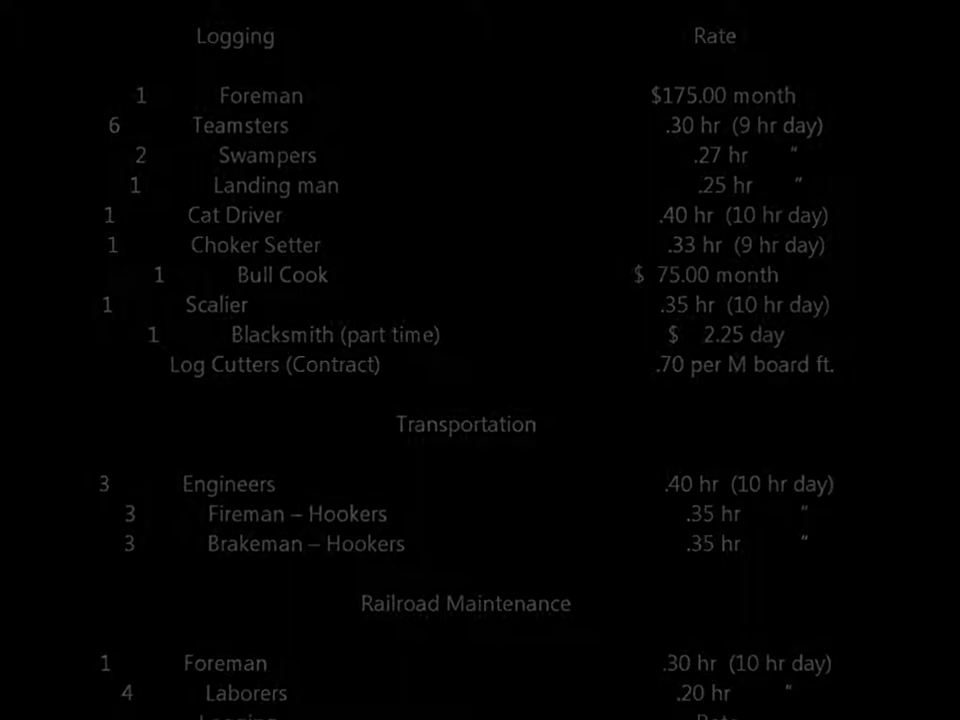 Logging Rate
1 Foreman $175.00 month
6 Teamsters .30 hr (9 hr day)
2 Swampers .27 hr "
1 Landing man .25 hr "
1 Cat Driver .40 hr (10 hr day)
1 Choker Setter .33 hr (9 hr day)
1 Bull Cook $ 75.00 month
1 Scalier .35 hr (10 hr day)
1 Blacksmith (part time) $ 2.25 day
Log Cutters (Contract) .70 per M board ft.
Transportation
3 Engineers .40 hr (10 hr day)
3 Fireman – Hookers .35 hr "
3 Brakeman – Hookers .35 hr "
Railroad Maintenance
1 Foreman .30 hr (10 hr day)
4 Laborers .20 hr "
Logging Rate